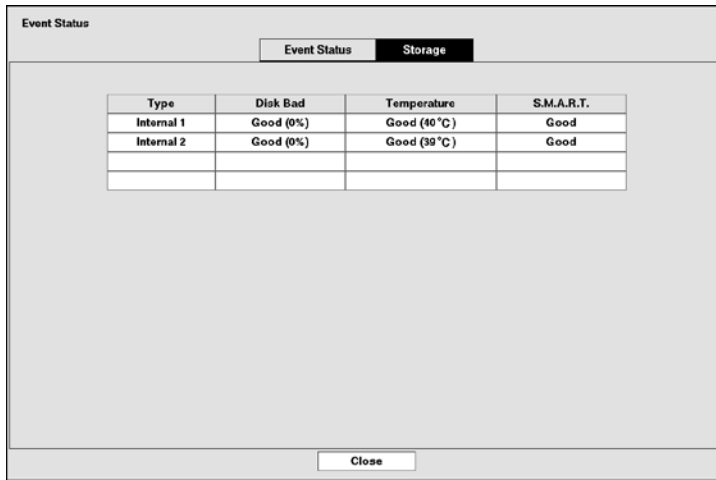 Event Status
Event Status Storage
Type Disk Bad Temperature S.M.A.R.T.
Internal 1 Good (0%) Good (40°C) Good
Internal 2 Good (0%) Good (39°C) Good
Close